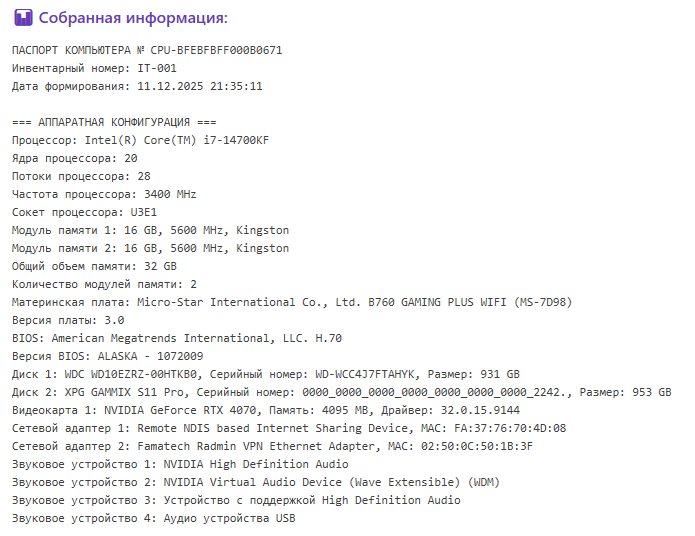 Собранная информация:
ПАСПОРТ КОМПЬЮТЕРА № CPU-BFEBFBFF000B0671
Инвентарный номер: IT-001
Дата формирования: 11.12.2025 21:35:11
=== АППАРАТНАЯ КОНФИГУРАЦИЯ ===
Процессор: Intel(R) Core(TM) i7-14700KF
Ядра процессора: 20
Потоки процессора: 28
Частота процессора: 3400 MHz
Сокет процессора: U3E1
Модуль памяти 1: 16 GB, 5600 MHz, Kingston
Модуль памяти 2: 16 GB, 5600 MHz, Kingston
Общий объем памяти: 32 GB
Количество модулей памяти: 2
Материнская плата: Micro-Star International Co., Ltd. B760 GAMING PLUS WIFI (MS-7D98)
Версия платы: 3.0
BIOS: American Megatrends International, LLC. H.70
Версия BIOS: ALASKA - 1072009
Диск 1: WDC WD10EZRZ-00HTKB0, Серийный номер: WD-WCC4J7FTAHYK, Размер: 931 GB
Диск 2: XPG GAMMIX S11 Pro, Серийный номер: 0000_0000_0000_0000_0000_0000_0000_2242., Размер: 953 GB
Видеокарта 1: NVIDIA GeForce RTX 4070, Память: 4095 MB, Драйвер: 32.0.15.9144
Сетевой адаптер 1: Remote NDIS based Internet Sharing Device, MAC: FA:37:76:70:4D:08
Сетевой адаптер 2: Famatech Radmin VPN Ethernet Adapter, MAC: 02:50:0C:50:1B:3F
Звуковое устройство 1: NVIDIA High Definition Audio
Звуковое устройство 2: NVIDIA Virtual Audio Device (Wave Extensible) (WDM)
Звуковое устройство 3: Устройство с поддержкой High Definition Audio
Звуковое устройство 4: Аудио устройства USB